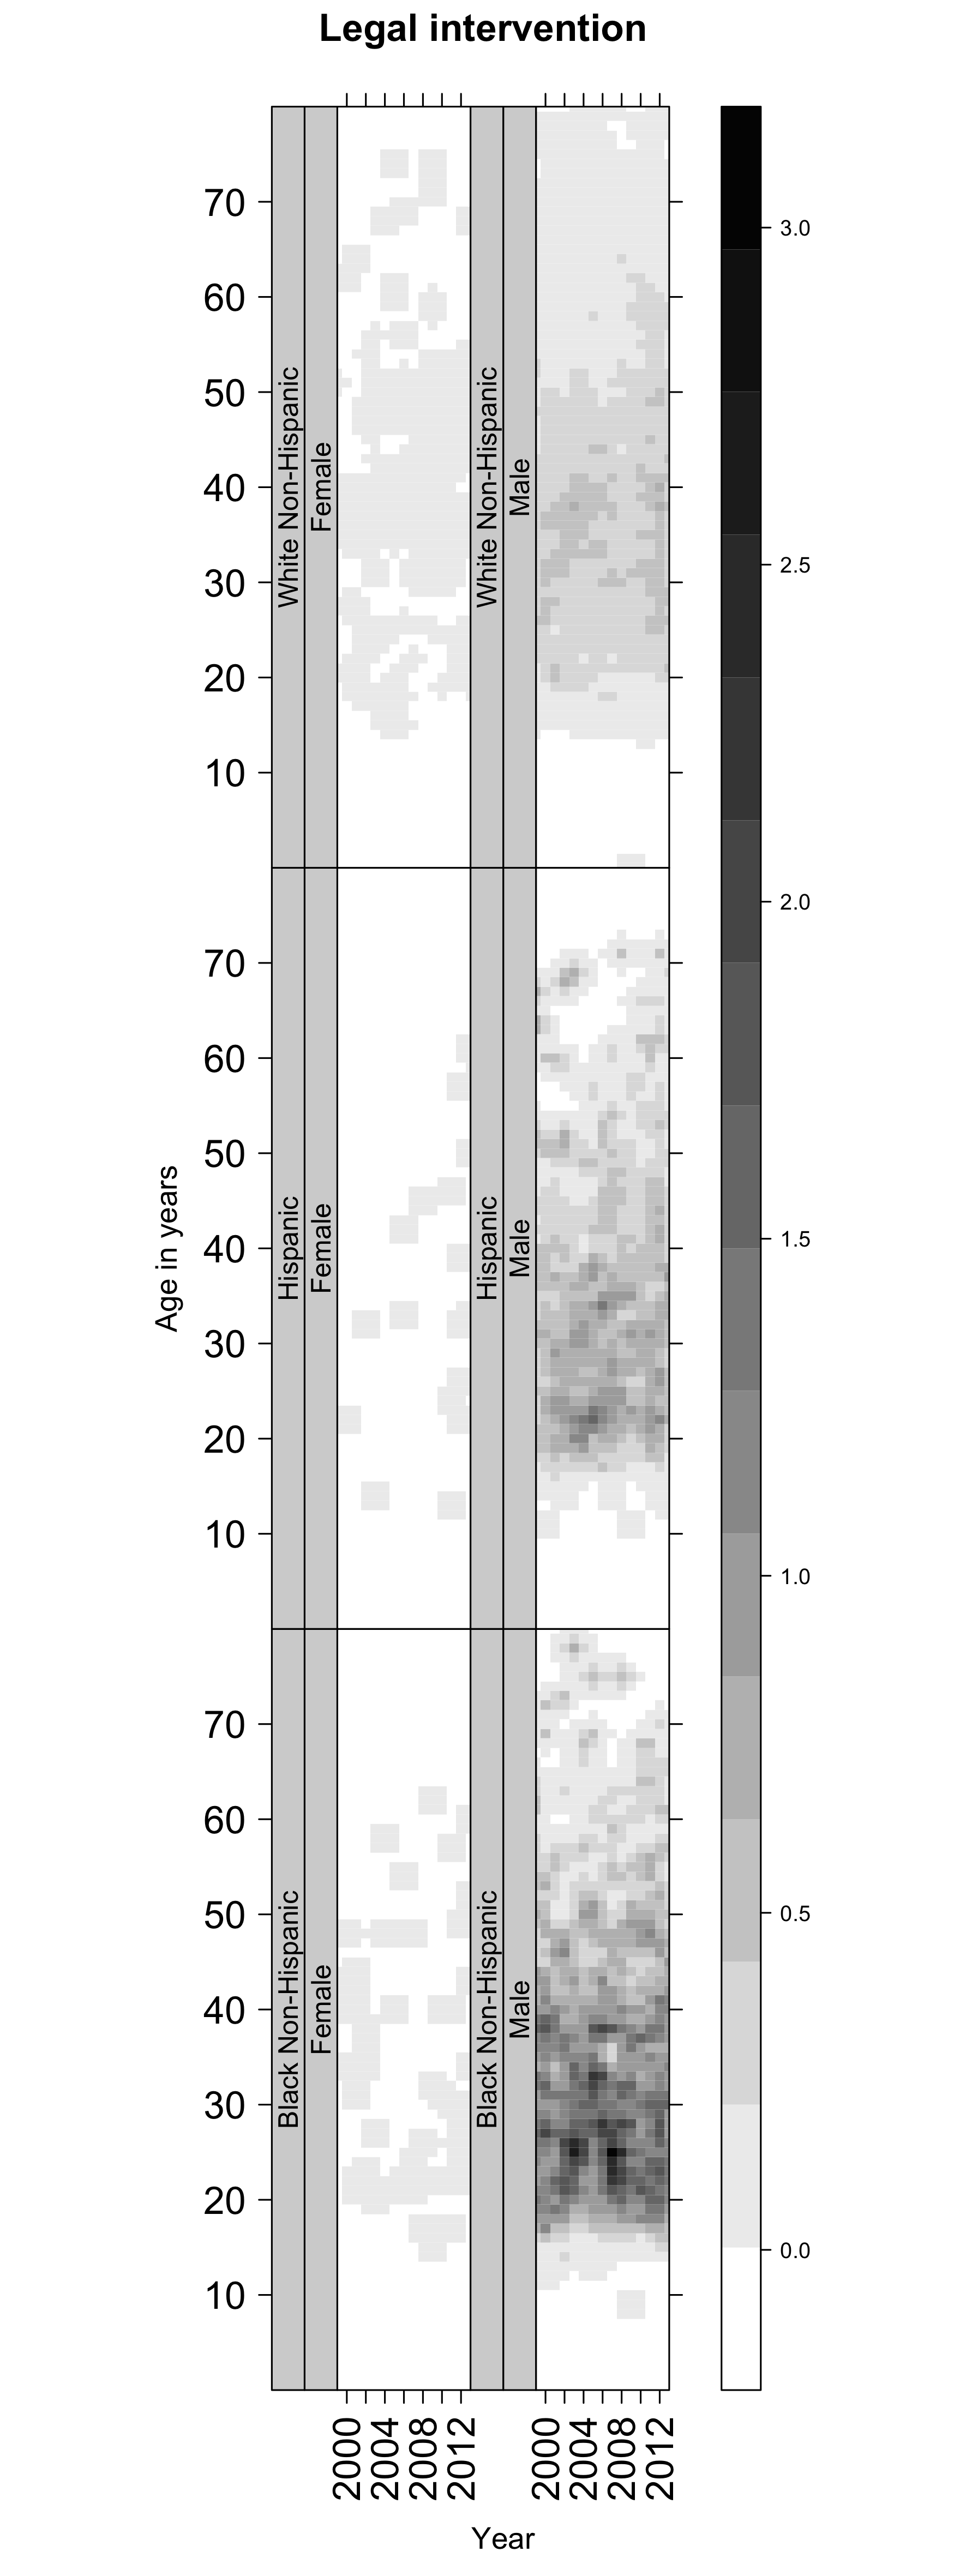 Legal intervention
70
60
50
40
30
20
10
White Non-Hispanic
Female
White Non-Hispanic
Male
70
60
50
40
30
20
10
Hispanic
Female
Hispanic
Male
70
60
50
40
30
20
10
Black Non-Hispanic
Female
Black Non-Hispanic
Male
Age in years
3.0
2.5
2.0
1.5
1.0
0.5
0.0
2000
2004
2008
2012
2000
2004
2008
2012
Year